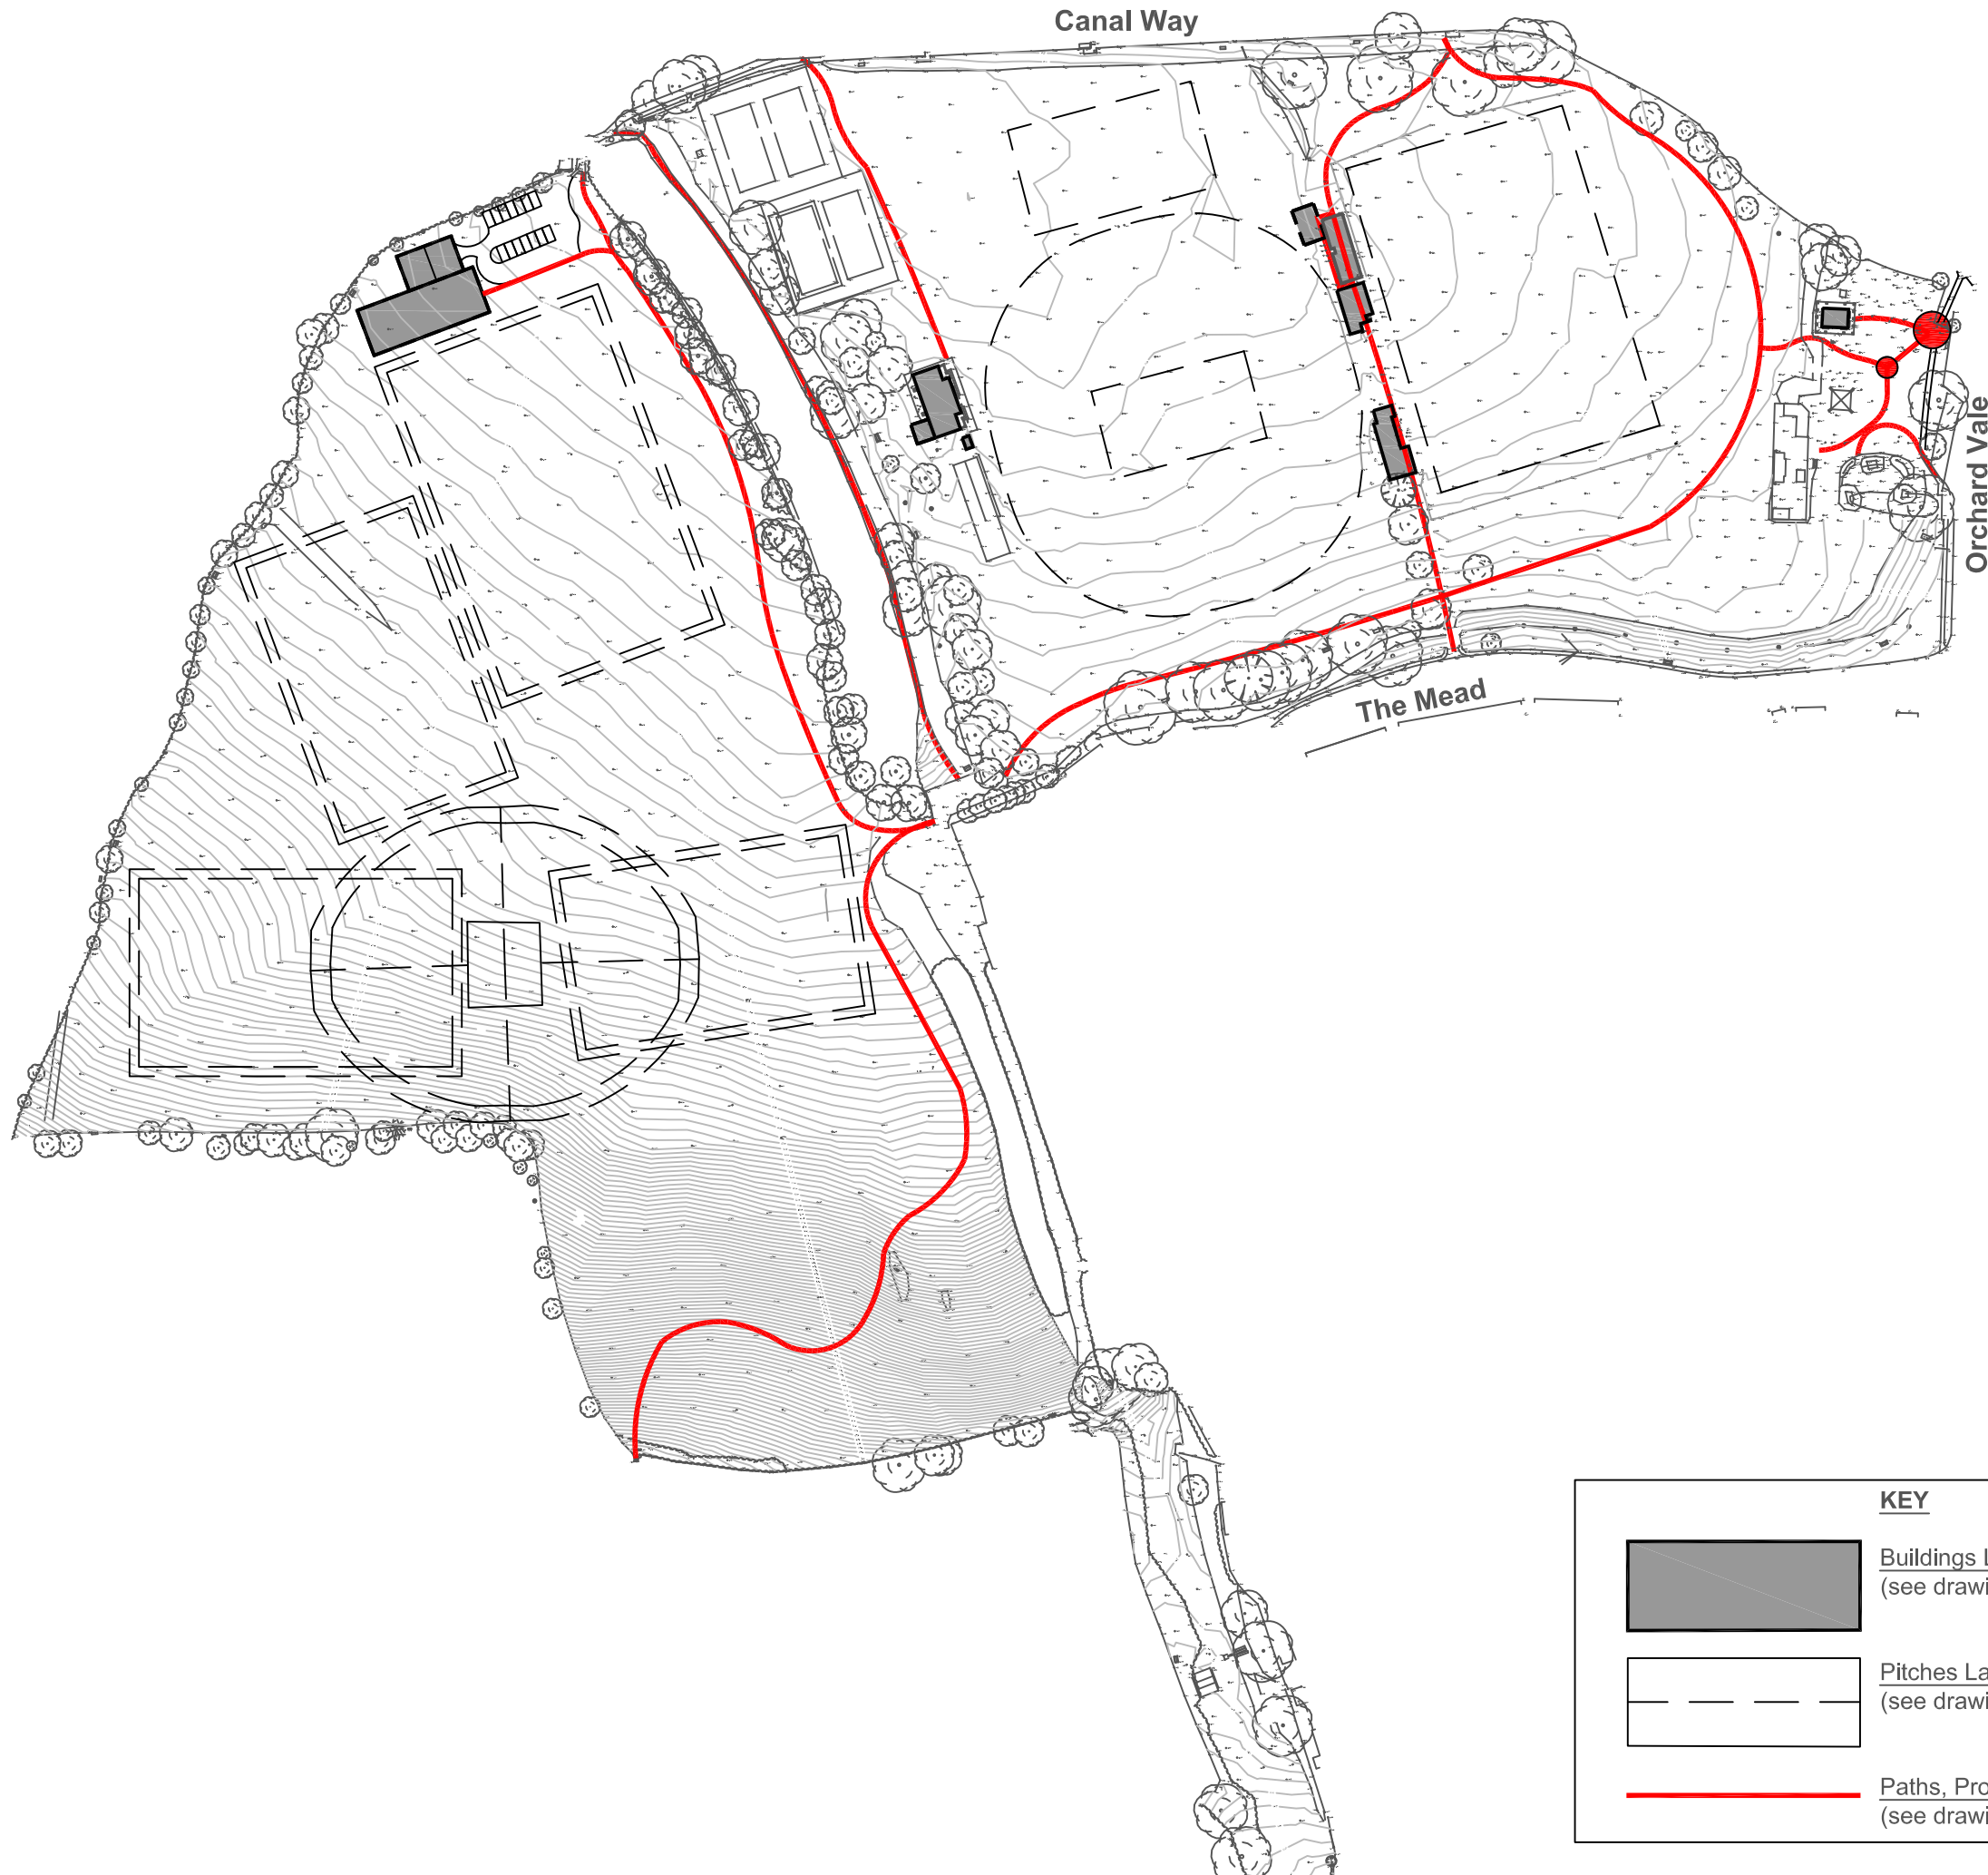 Canal Way
Orchard Vale
The Mead
KEY
Buildings L
(see drawi
Pitches La
(see drawi
Paths, Pro
(see drawi